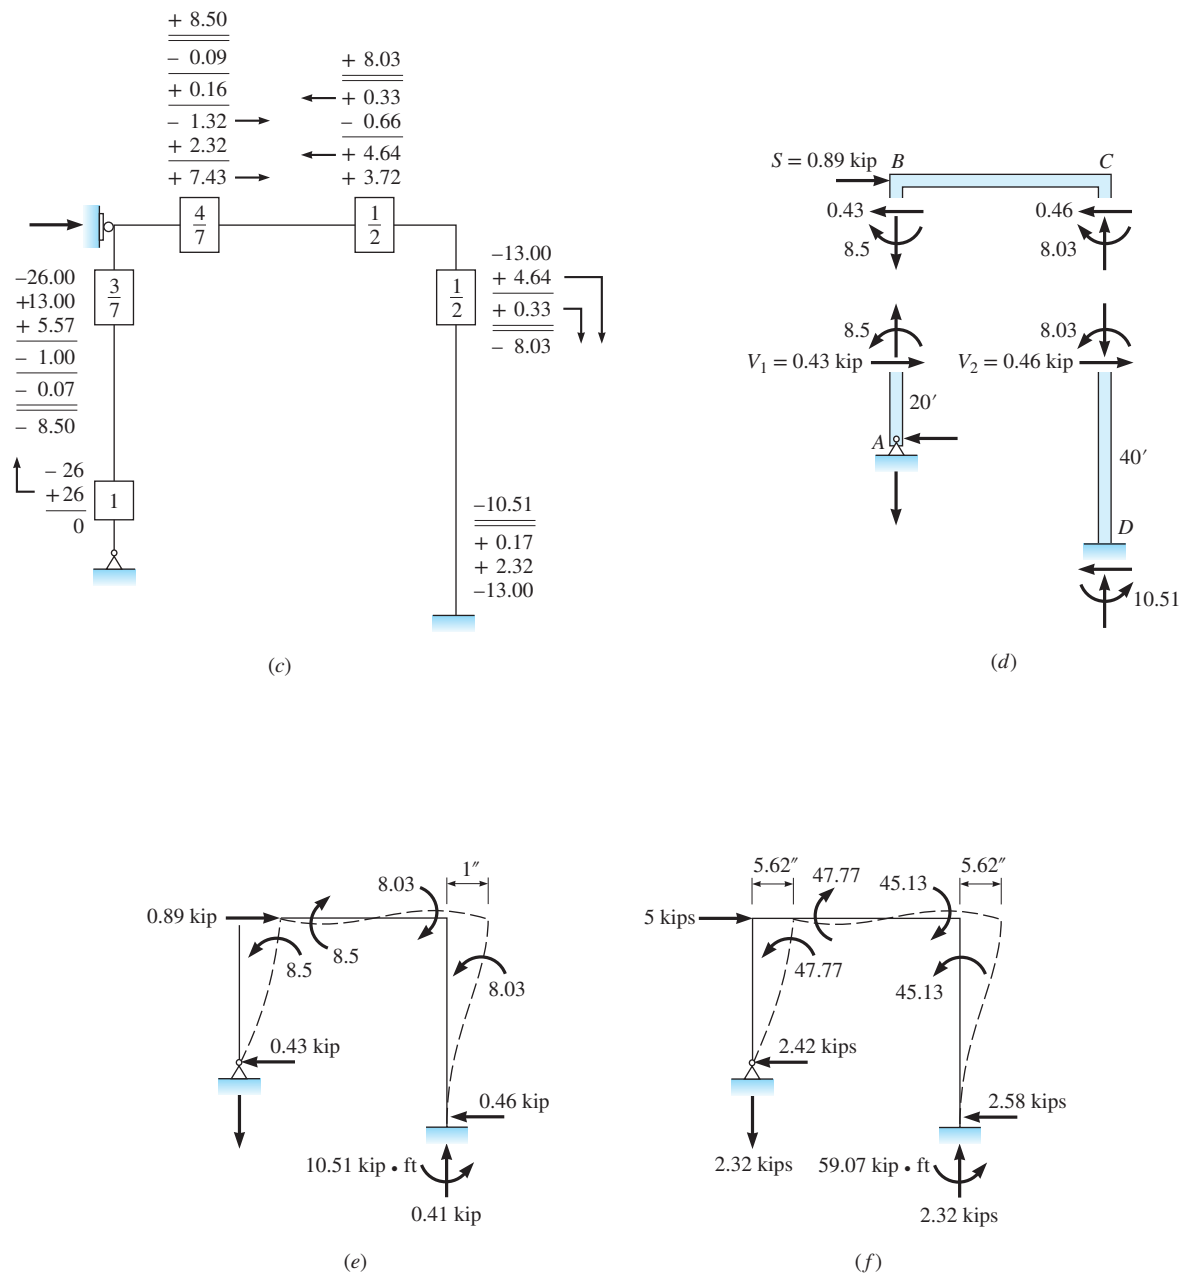 + 8.50
− 0.09
+ 0.16
− 1.32
+ 2.32
+ 7.43
+ 8.03
+ 0.33
− 0.66
+ 4.64
+ 3.72
4/7
1/2
3/7
1/2
−26.00
+13.00
+ 5.57
− 1.00
− 0.07
− 8.50
− 26
+26
0
1
−13.00
+ 4.64
+ 0.33
− 8.03
−10.51
+ 0.17
+ 2.32
−13.00
(c)
S = 0.89 kip B C
0.43 0.46
8.5 8.03
8.5 8.03
V1 = 0.43 kip V2 = 0.46 kip
20′
A
40′
D
10.51
(d)
1″
8.03
0.89 kip
8.5 8.5
8.03
0.43 kip
0.46 kip
10.51 kip • ft
0.41 kip
(e)
5.62″ 5.62″
47.77 45.13
5 kips
47.77
45.13
2.42 kips
2.58 kips
2.32 kips 59.07 kip • ft
2.32 kips
(f)